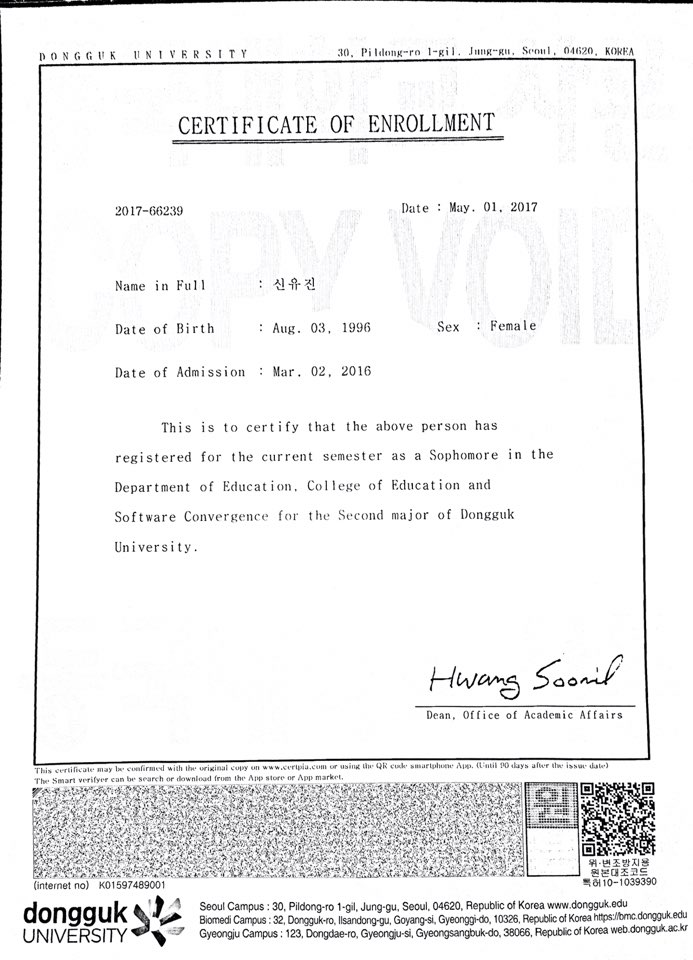 DONGGUK UNIVERSITY
30, Pildong-ro 1-gil, Jung-gu, Seoul, 04620, KOREA
CERTIFICATE OF ENROLLMENT
2017-66239
Date : May. 01, 2017
COPY VOID
Name in Full : 신유진
Date of Birth : Aug. 03, 1996 Sex : Female
Date of Admission : Mar. 02, 2016
This is to certify that the above person has
registered for the current semester as a Sophomore in the
Department of Education, College of Education and
Software Convergence for the Second major of Dongguk
University.
Hwang Soonil
Dean, Office of Academic Affairs
This certificate may be confirmed with the original copy on www.certpia.com or using the QR code smartphone App. (Until 90 days after the issue date)
The Smart verifyer can be search or download from the App store or App market.
원
위·변조방지용
원본대조코드
특허10-1039390
(internet no) K01597489001
dongguk
UNIVERSITY
Seoul Campus : 30, Pildong-ro 1-gil, Jung-gu, Seoul, 04620, Republic of Korea www.dongguk.edu
Biomedi Campus : 32, Dongguk-ro, Ilsandong-gu, Goyang-si, Gyeonggi-do, 10326, Republic of Korea https://bmc.dongguk.edu
Gyeongju Campus : 123, Dongdae-ro, Gyeongju-si, Gyeongsangbuk-do, 38066, Republic of Korea web.dongguk.ac.kr